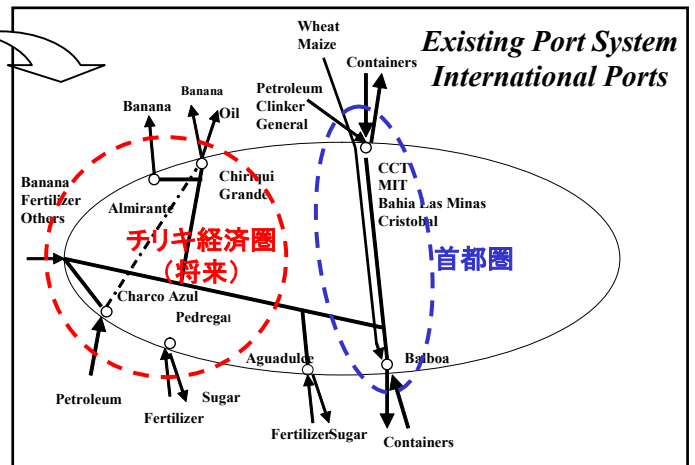 Existing Port System
International Ports
Wheat
Maize
Containers
Petroleum
Clinker
General
Banana
Oil
Banana
Chiriqui
Grande
Banana
Fertilizer
Others
Almirante
CCT
MIT
Bahia Las Minas
Cristobal
チリキ経済圏
(将来)
首都圏
Charco Azul
Pedregal
Aguadulce
Balboa
Petroleum
Sugar
Fertilizer
Fertilizer
Sugar
Containers